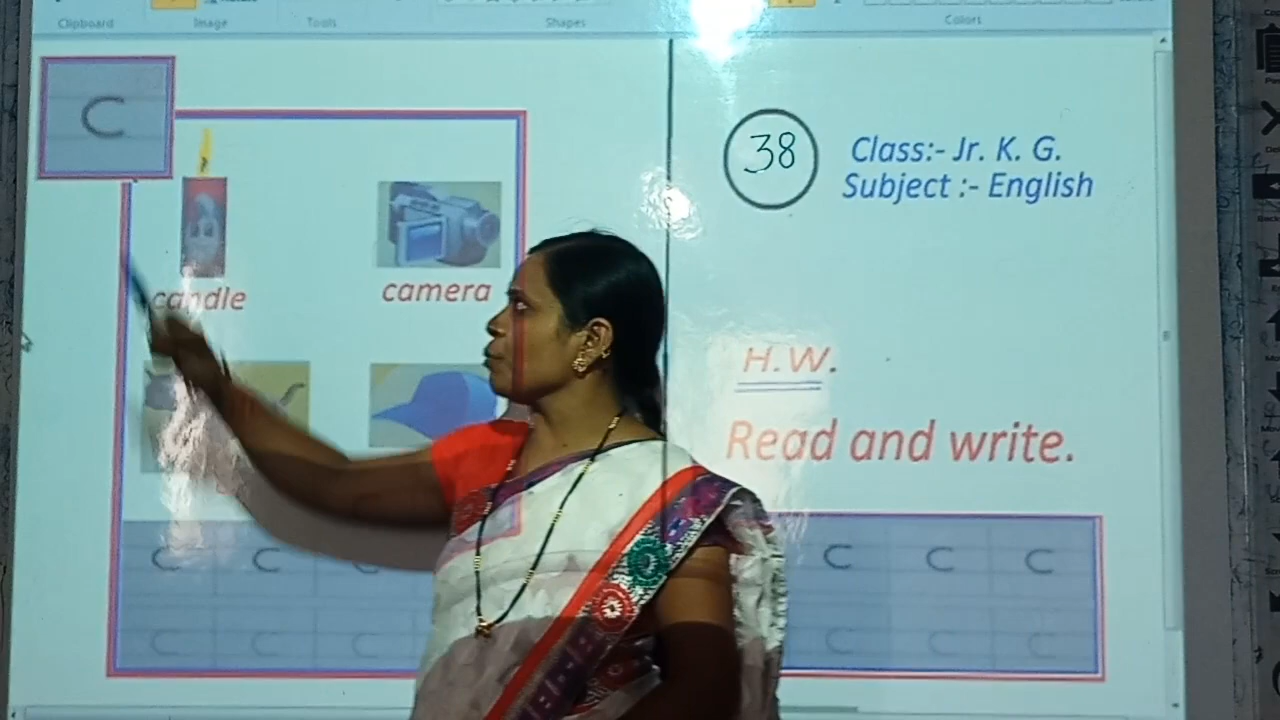 Clipboard
Image
Tools
Shapes
Colors
C
38
Class:- Jr. K. G.
Subject :- English
candle
camera
H.W.
Read and write.
C C C C C C
C C C C C